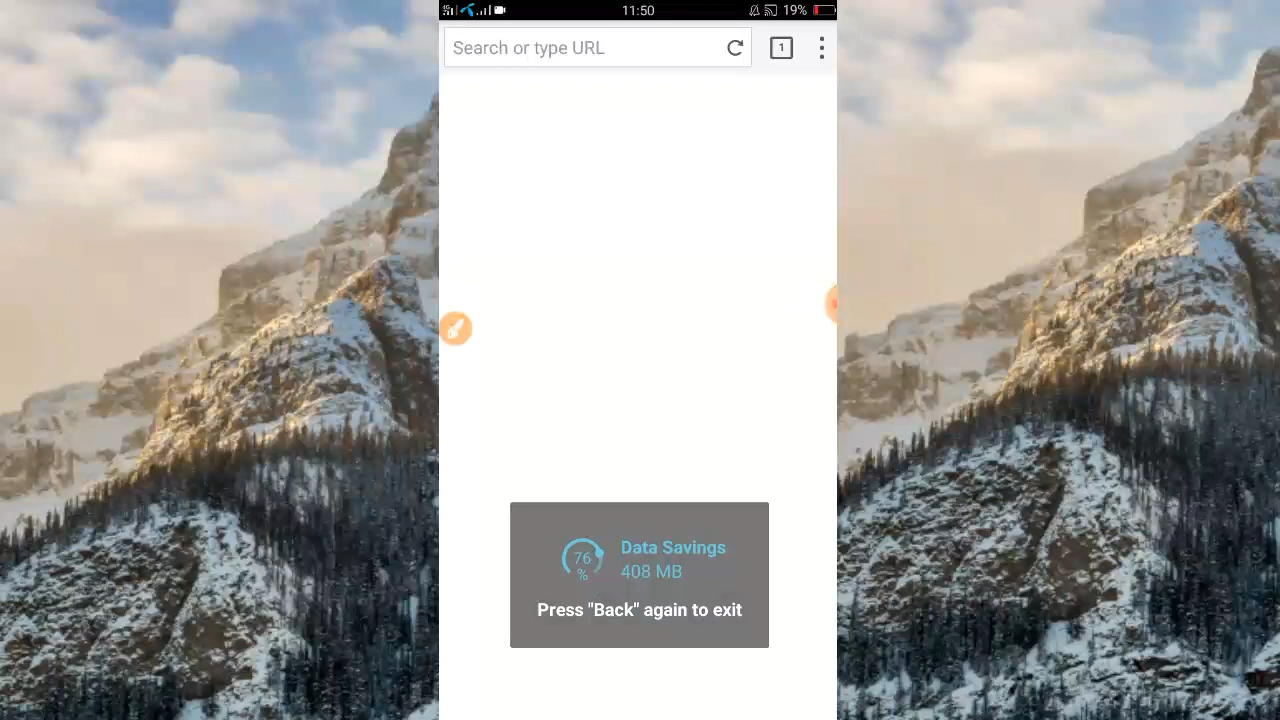 11:50
19%
Search or type URL
1
76
%
Data Savings
408 MB
Press "Back" again to exit